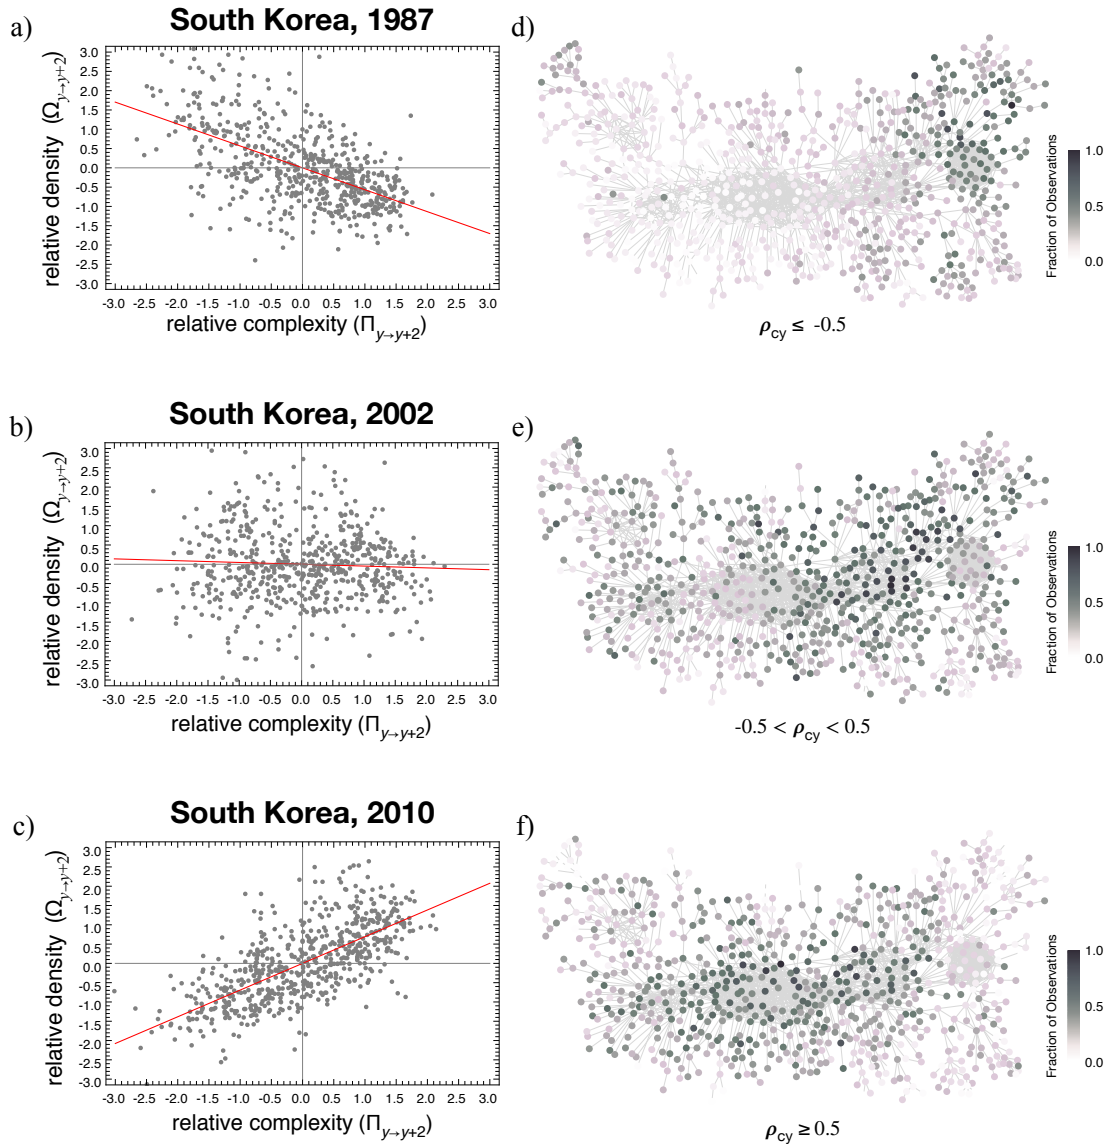 a)
South Korea, 1987
relative density (Ω y→y+2)
3.0
2.5
2.0
1.5
1.0
0.5
0.0
-0.5
-1.0
-1.5
-2.0
-2.5
-3.0
-3.0 -2.5 -2.0 -1.5 -1.0 -0.5 0.0 0.5 1.0 1.5 2.0 2.5 3.0
relative complexity (Π y→y+2)
d)
Fraction of Observations
1.0
0.5
0.0
ρcy ≤ -0.5
b)
South Korea, 2002
relative density (Ω y→y+2)
3.0
2.5
2.0
1.5
1.0
0.5
0.0
-0.5
-1.0
-1.5
-2.0
-2.5
-3.0
-3.0 -2.5 -2.0 -1.5 -1.0 -0.5 0.0 0.5 1.0 1.5 2.0 2.5 3.0
relative complexity (Π y→y+2)
e)
Fraction of Observations
1.0
0.5
0.0
-0.5 < ρcy < 0.5
c)
South Korea, 2010
relative density (Ω y→y+2)
3.0
2.5
2.0
1.5
1.0
0.5
0.0
-0.5
-1.0
-1.5
-2.0
-2.5
-3.0
-3.0 -2.5 -2.0 -1.5 -1.0 -0.5 0.0 0.5 1.0 1.5 2.0 2.5 3.0
relative complexity (Π y→y+2)
f)
Fraction of Observations
1.0
0.5
0.0
ρcy ≥ 0.5